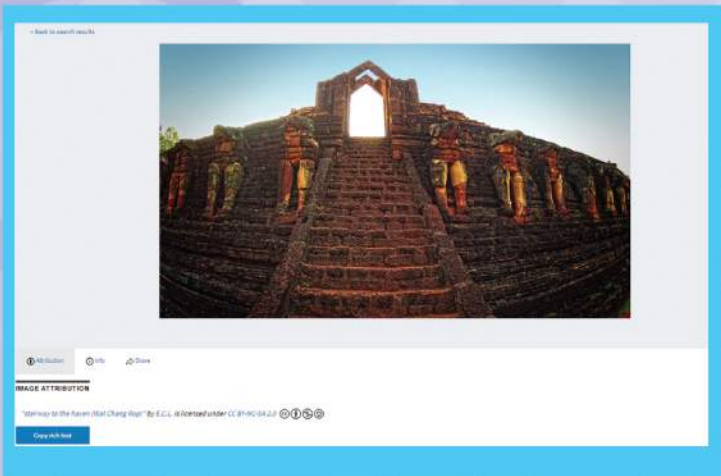 < Back to search results
Attribution Info Share
IMAGE ATTRIBUTION
"stairway to the haven (Wat Chang Rop)" by E.C.L. is licensed under CC BY-NC-SA 2.0
Copy rich text